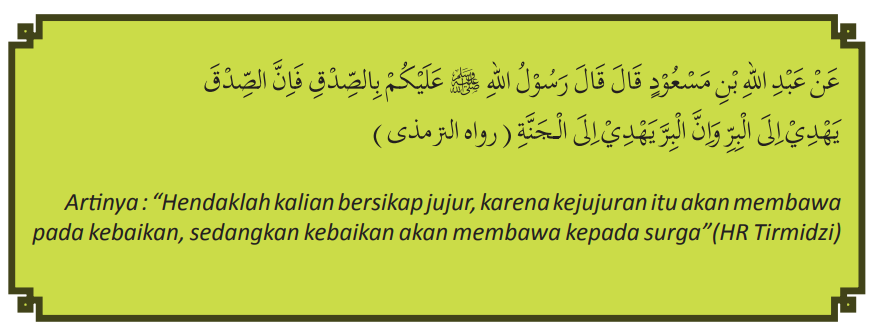 عَنْ عَبْدِ اللهِ بْنِ مَسْعُوْدٍ قَالَ قَالَ رَسُوْلُ اللهِ ﷺ عَلَيْكُمْ بِالصِّدْقِ فَاِنَّ الصِّدْقَ
يَهْدِيْ اِلَى الْبِرِّ وَاِنَّ الْبِرَّ يَهْدِيْ اِلَى الْجَنَّةِ ( رواه الترمذى )
Artinya : “Hendaklah kalian bersikap jujur, karena kejujuran itu akan membawa
pada kebaikan, sedangkan kebaikan akan membawa kepada surga”(HR Tirmidzi)